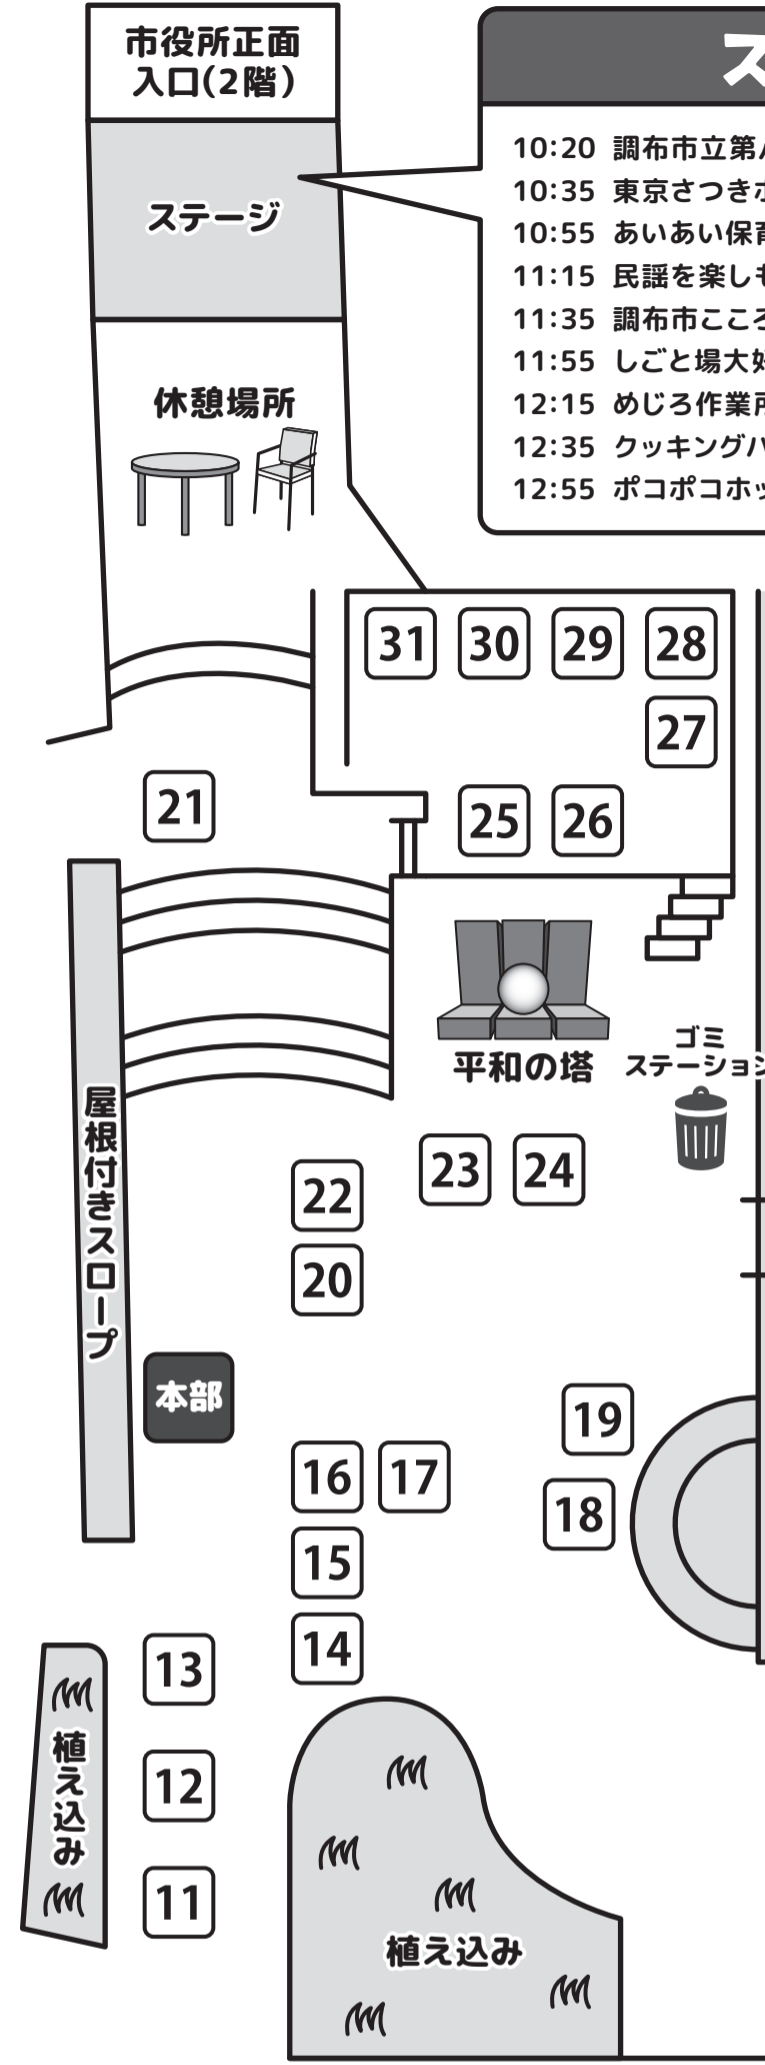 市役所正面
入口(2階)
ステージ
ス
10:20 調布市立第
10:35 東京さつき
10:55 あいあい保育
11:15 民謡を楽し
11:35 調布市ここ
11:55 しごと場大
12:15 めじろ作業所
12:35 クッキング
12:55 ポコポコホッ
休憩場所
31 30 29 28
27
21
25 26
平和の塔
ゴミ
ステーション
屋根付きスロープ
23 24
22
20
本部
19
16 17
18
15
14
13
植え込み
12
11
植え込み